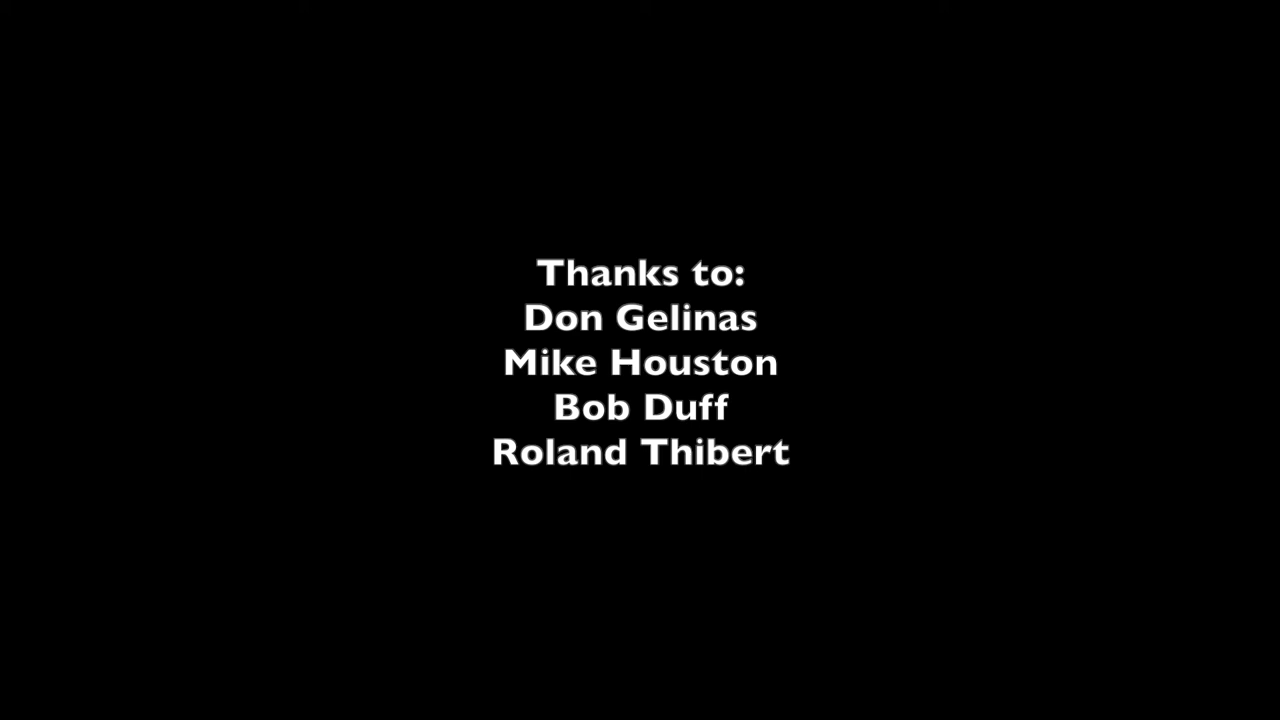 Thanks to:
Don Gelinas
Mike Houston
Bob Duff
Roland Thibert